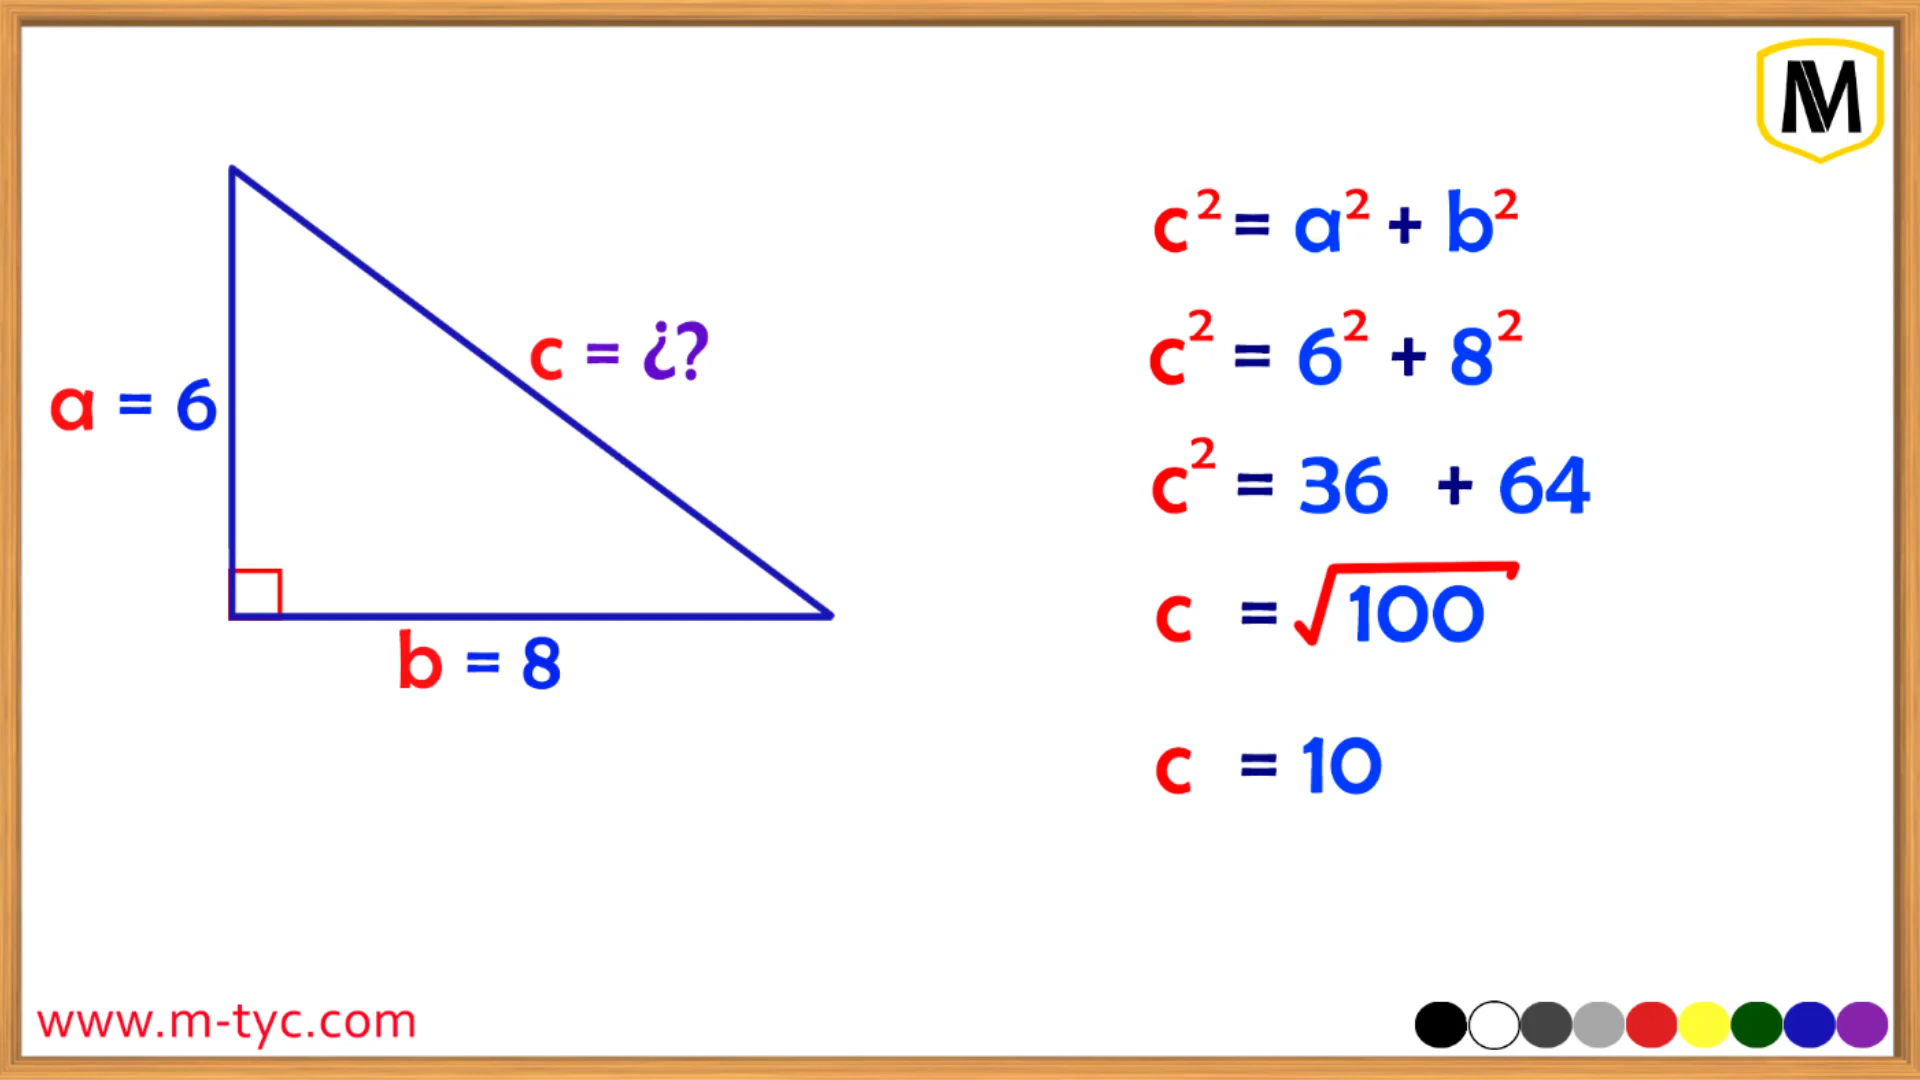 M
a = 6
c = ¿?
b = 8
c² = a² + b²
c² = 6² + 8²
c² = 36 + 64
c = √100
c = 10
www.m-tyc.com